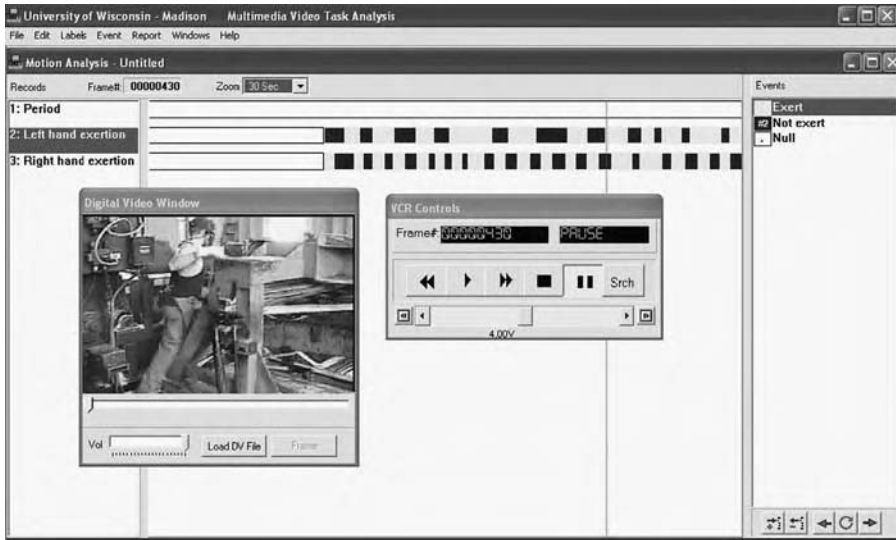 University of Wisconsin - Madison Multimedia Video Task Analysis
File Edit Labels Event Report Windows Help
Motion Analysis - Untitled
Records Frame#: 00000430 Zoom 30 Sec
Events
1: Period
2: Left hand exertion
3: Right hand exertion
Exert
#2 Not exert
. Null
Digital Video Window
Vol Load DV File Frame
VCR Controls
Frame#: 00000430 PAUSE
Srch
4.00V